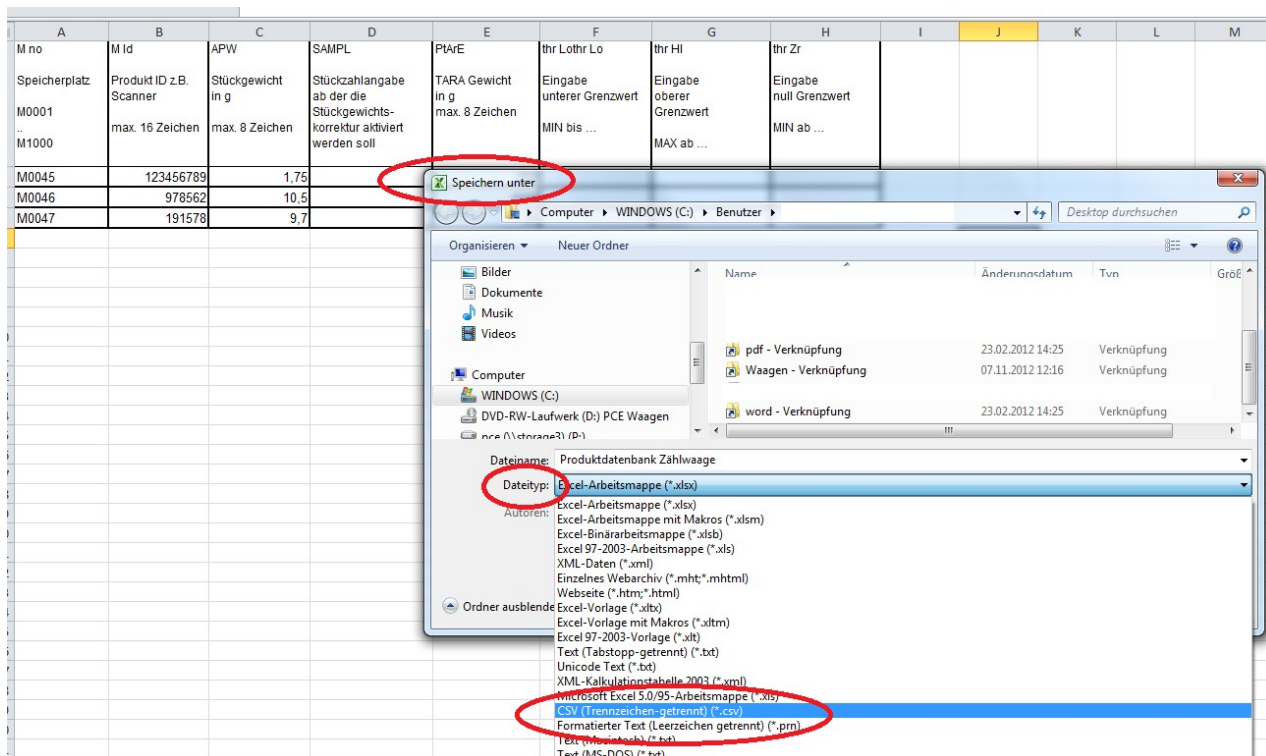 A B C D E F G H I J K L M
M no M Id APW SAMPL PtArE thr Lothr Lo thr HI thr Zr
Speicherplatz Produkt ID z.B. Stückgewicht Stückzahlangabe TARA Gewicht Eingabe Eingabe Eingabe
Scanner in g ab der die in g unterer Grenzwert oberer null Grenzwert
M0001 Stückgewichts- max. 8 Zeichen Grenzwert
.. max. 16 Zeichen max. 8 Zeichen korrektur aktiviert MIN bis ... MIN ab ...
M1000 werden soll MAX ab ...
M0045 123456789 1,75
M0046 978562 10,5
M0047 191578 9,7
Speichern unter
Computer WINDOWS (C:) Benutzer Desktop durchsuchen
Organisieren Neuer Ordner
Bilder
Dokumente
Musik
Videos
Computer
WINDOWS (C:)
DVD-RW-Laufwerk (D:) PCE Waagen
pce (\\storage3) (P:)
Name Änderungsdatum Typ Größ
pdf - Verknüpfung 23.02.2012 14:25 Verknüpfung
Waagen - Verknüpfung 07.11.2012 12:16 Verknüpfung
word - Verknüpfung 23.02.2012 14:25 Verknüpfung
Dateiname: Produktdatenbank Zählwaage
Dateityp: Excel-Arbeitsmappe (*.xlsx)
Autoren:
Ordner ausblende
Excel-Arbeitsmappe (*.xlsx)
Excel-Arbeitsmappe mit Makros (*.xlsm)
Excel-Binärarbeitsmappe (*.xlsb)
Excel 97-2003-Arbeitsmappe (*.xls)
XML-Daten (*.xml)
Einzelnes Webarchiv (*.mht;*.mhtml)
Webseite (*.htm;*.html)
Excel-Vorlage (*.xltx)
Excel-Vorlage mit Makros (*.xltm)
Excel 97-2003-Vorlage (*.xlt)
Text (Tabstopp-getrennt) (*.txt)
Unicode Text (*.txt)
XML-Kalkulationstabelle 2003 (*.xml)
Microsoft Excel 5.0/95-Arbeitsmappe (*.xls)
CSV (Trennzeichen-getrennt) (*.csv)
Formatierter Text (Leerzeichen getrennt) (*.prn)
Text (Macintosh) (*.txt)
Text (MS-DOS) (*.txt)